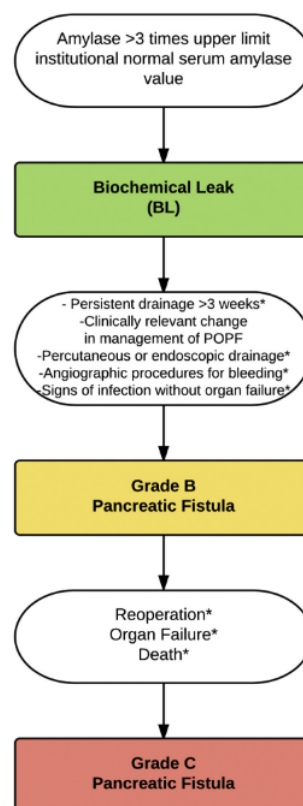 Amylase >3 times upper limit
institutional normal serum amylase
value
Biochemical Leak
(BL)
- Persistent drainage >3 weeks*
-Clinically relevant change
in management of POPF
-Percutaneous or endoscopic drainage*
-Angiographic procedures for bleeding*
-Signs of infection without organ failure*
Grade B
Pancreatic Fistula
Reoperation*
Organ Failure*
Death*
Grade C
Pancreatic Fistula